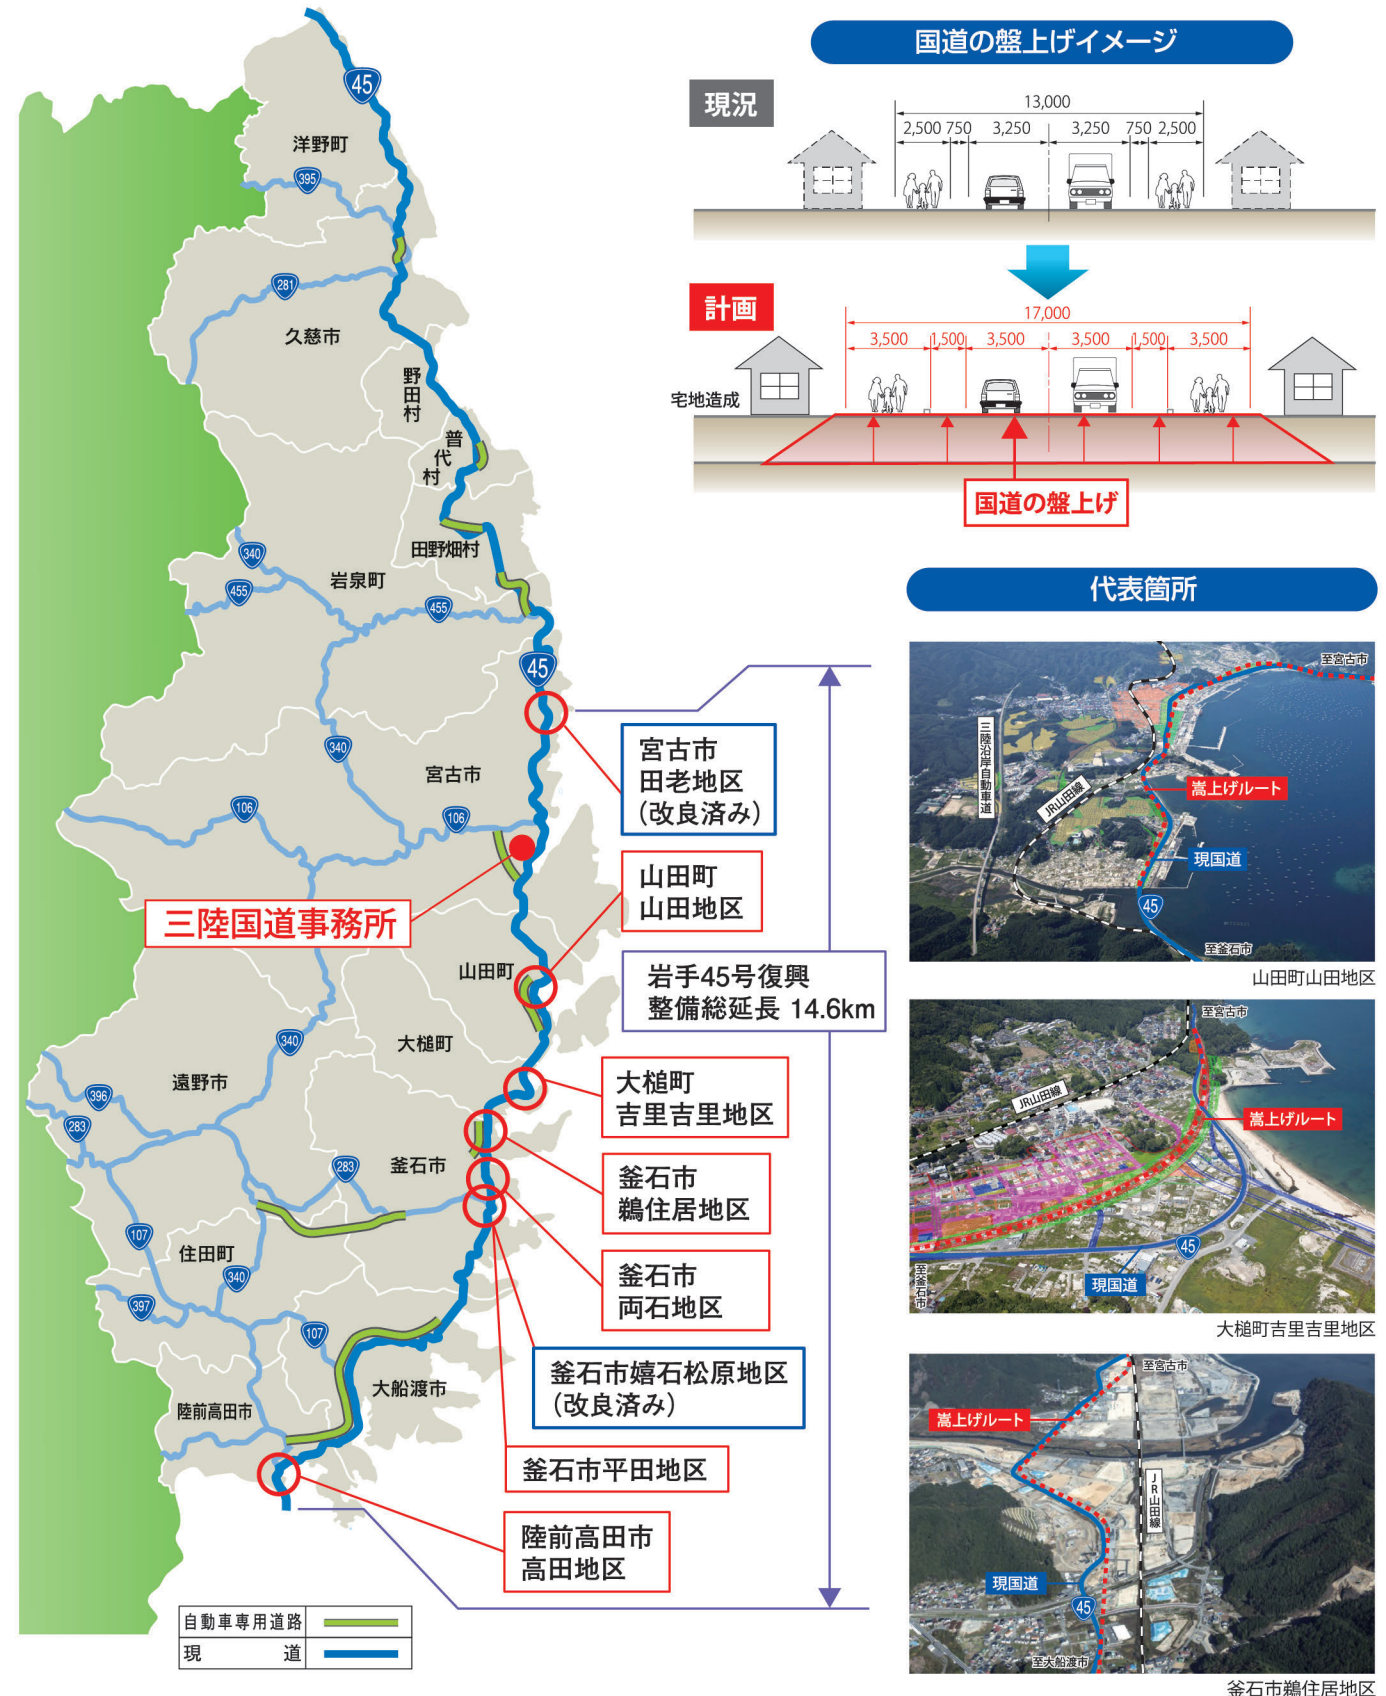 45
洋野町
395
281
久慈市
野田村
普代村
田野畑村
340
岩泉町
455
455
45
340
宮古市
106
106
三陸国道事務所
山田町
大槌町
340
遠野市
396
283
釜石市
283
107
住田町
340
397
107
大船渡市
陸前高田市
宮古市
田老地区
(改良済み)
山田町
山田地区
岩手45号復興
整備総延長 14.6km
大槌町
吉里吉里地区
釜石市
鵜住居地区
釜石市
両石地区
釜石市嬉石松原地区
(改良済み)
釜石市平田地区
陸前高田市
高田地区
自動車専用道路
現 道
国道の盤上げイメージ
現況
13,000
2,500 750 3,250 3,250 750 2,500
計画
17,000
3,500 1,500 3,500 3,500 1,500 3,500
宅地造成
国道の盤上げ
代表箇所
至宮古市
三陸沿岸自動車道
JR山田線
嵩上げルート
現国道
45
至釜石市
山田町山田地区
至宮古市
JR山田線
嵩上げルート
45
至釜石市
現国道
大槌町吉里吉里地区
至宮古市
嵩上げルート
JR山田線
現国道
45
至大船渡市
釜石市鵜住居地区